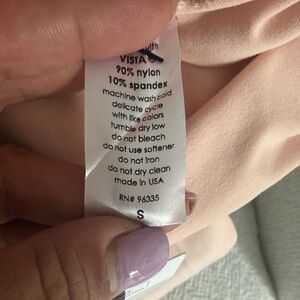 with
VISTA
90% nylon
10% spandex
machine wash cold
delicate cycle
with like colors
tumble dry low
do not bleach
do not use softener
do not iron
do not dry clean
made in USA
RN# 96335
S